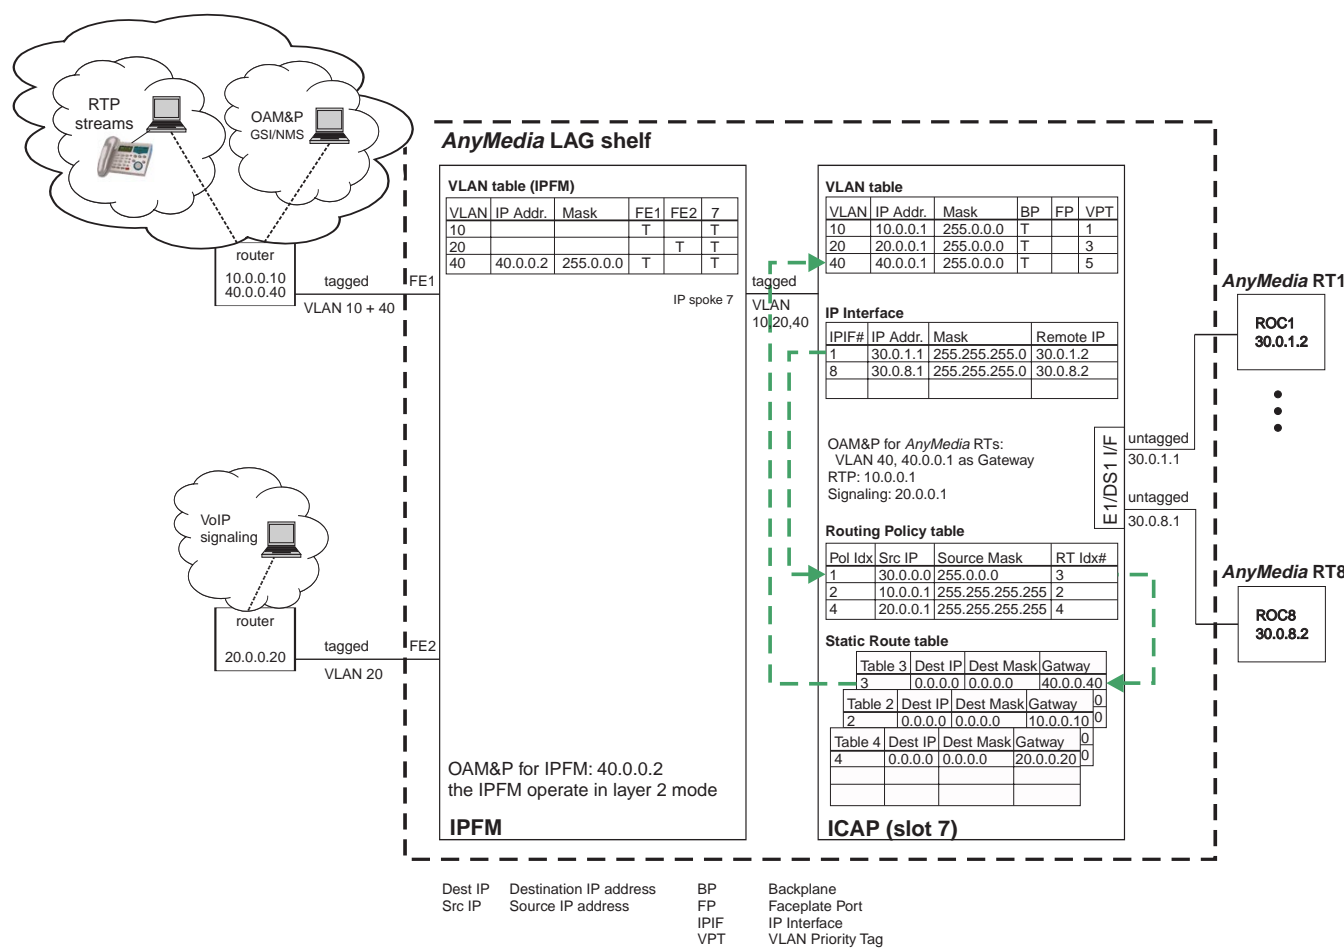 RTP
streams
OAM&P
GSI/NMS
AnyMedia LAG shelf
VLAN table (IPFM)
VLAN IP Addr. Mask FE1 FE2 7
10 T T
20 T T
40 40.0.0.2 255.0.0.0 T T
VLAN table
VLAN IP Addr. Mask BP FP VPT
10 10.0.0.1 255.0.0.0 T 1
20 20.0.0.1 255.0.0.0 T 3
40 40.0.0.1 255.0.0.0 T 5
router
10.0.0.10
40.0.0.40
tagged
VLAN 10 + 40
FE1
IP spoke 7
tagged
VLAN
10,20,40
IP Interface
IPIF# IP Addr. Mask Remote IP
1 30.0.1.1 255.255.255.0 30.0.1.2
8 30.0.8.1 255.255.255.0 30.0.8.2
AnyMedia RT1
ROC1
30.0.1.2
OAM&P for AnyMedia RTs:
VLAN 40, 40.0.0.1 as Gateway
RTP: 10.0.0.1
Signaling: 20.0.0.1
E1/DS1 I/F
untagged
30.0.1.1
untagged
30.0.8.1
VoIP
signaling
router
20.0.0.20
tagged
VLAN 20
FE2
Routing Policy table
Pol Idx Src IP Source Mask RT Idx#
1 30.0.0.0 255.0.0.0 3
2 10.0.0.1 255.255.255.255 2
4 20.0.0.1 255.255.255.255 4
AnyMedia RT8
ROC8
30.0.8.2
Static Route table
Table 3 Dest IP Dest Mask Gatway
3 0.0.0.0 0.0.0.0 40.0.0.40
0
Table 2 Dest IP Dest Mask Gatway
2 0.0.0.0 0.0.0.0 10.0.0.10 0
0
Table 4 Dest IP Dest Mask Gatway
4 0.0.0.0 0.0.0.0 20.0.0.20 0
OAM&P for IPFM: 40.0.0.2
the IPFM operate in layer 2 mode
IPFM
ICAP (slot 7)
Dest IP Destination IP address
Src IP Source IP address
BP Backplane
FP Faceplate Port
IPIF IP Interface
VPT VLAN Priority Tag